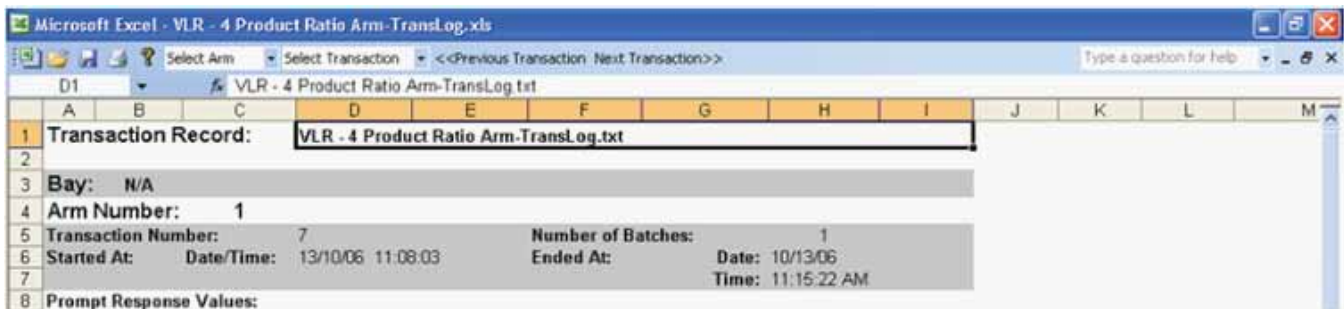 Microsoft Excel - VLR - 4 Product Ratio Arm-TransLog.xls
Select Arm Select Transaction <<Previous Transaction Next Transaction>> Type a question for help
D1 fx VLR - 4 Product Ratio Arm-TransLog.txt
A B C D E F G H I J K L M
1 Transaction Record: VLR - 4 Product Ratio Arm-TransLog.txt
2
3 Bay: N/A
4 Arm Number: 1
5 Transaction Number: 7 Number of Batches: 1
6 Started At: Date/Time: 13/10/06 11:08:03 Ended At: Date: 10/13/06
7 Time: 11:15:22 AM
8 Prompt Response Values: